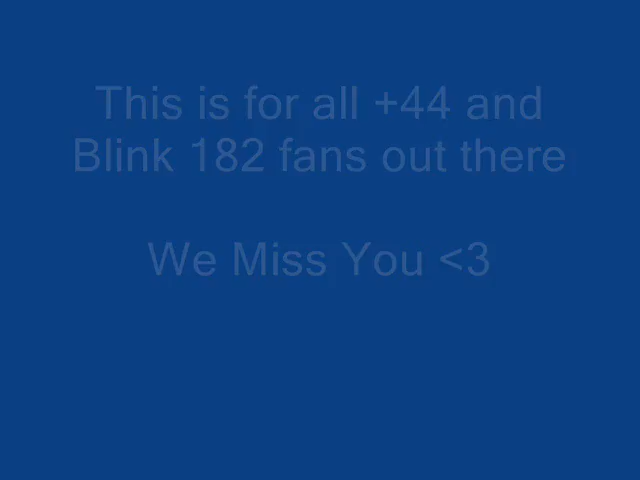 This is for all +44 and
Blink 182 fans out there
We Miss You <3